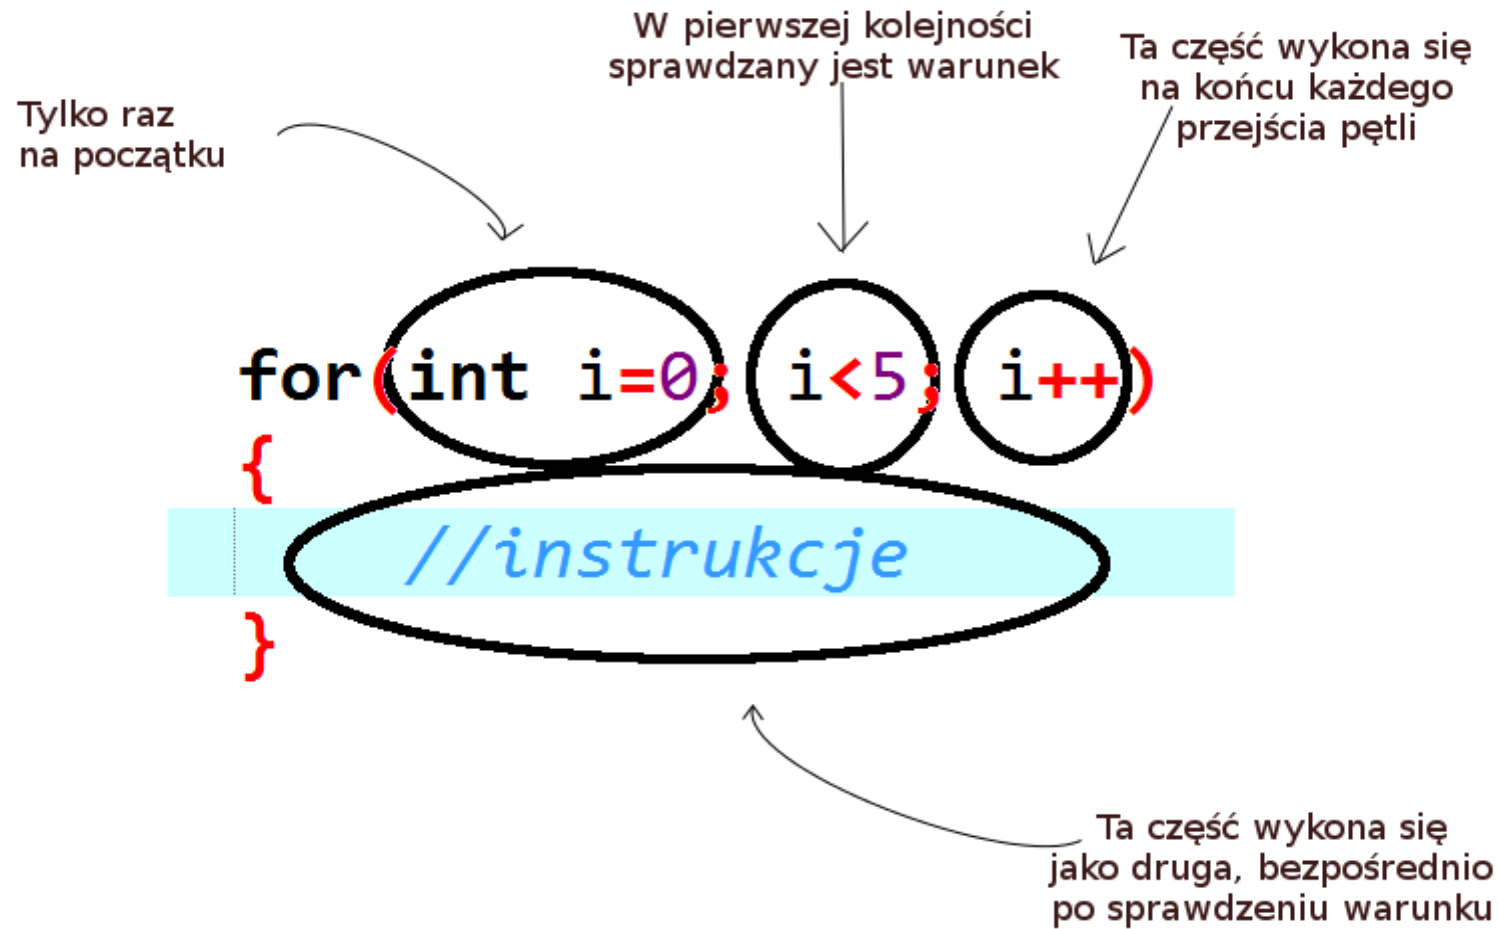 W pierwszej kolejności
sprawdzany jest warunek
Ta część wykona się
na końcu każdego
przejścia pętli
Tylko raz
na początku
for(int i=0; i<5; i++)
{
//instrukcje
}
Ta część wykona się
jako druga, bezpośrednio
po sprawdzeniu warunku